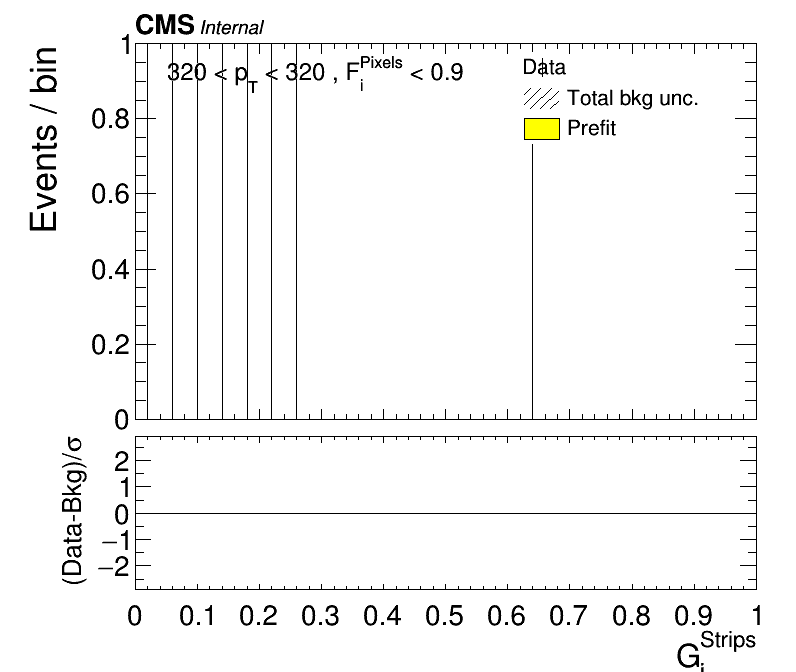 CMS Internal
320 < p_T < 320 , F_i^Pixels < 0.9
Data
Total bkg unc.
Prefit
Events / bin
1
0.8
0.6
0.4
0.2
0
(Data-Bkg)/σ
2
1
0
−1
−2
0 0.1 0.2 0.3 0.4 0.5 0.6 0.7 0.8 0.9 1
G_i^Strips